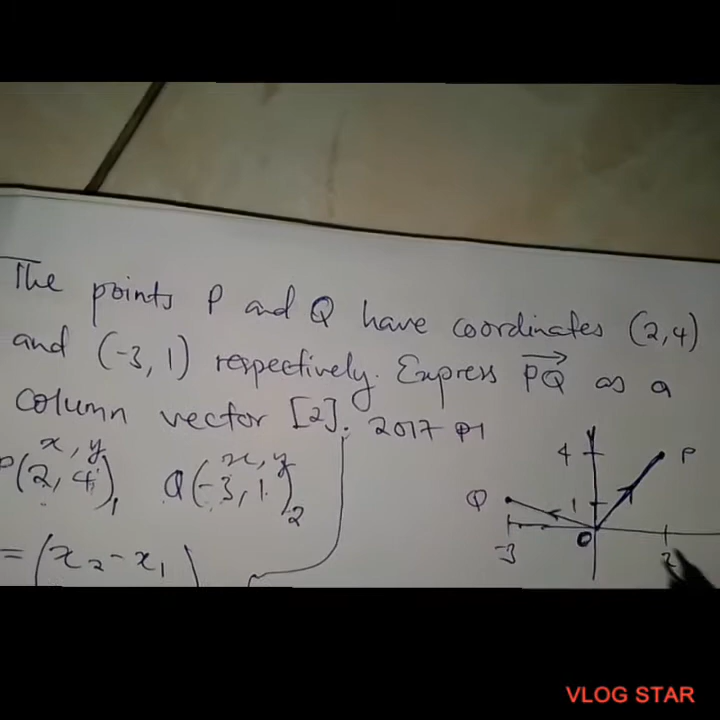 The points P and Q have coordinates (2,4)
and (-3, 1) respectively. Express PQ as a
column vector [2]. 2017 P1
x, y
x, y
P(2, 4)1
Q(-3, 1)2
= (x2 - x1)
4
P
Q
1
O
-3
2
VLOG STAR